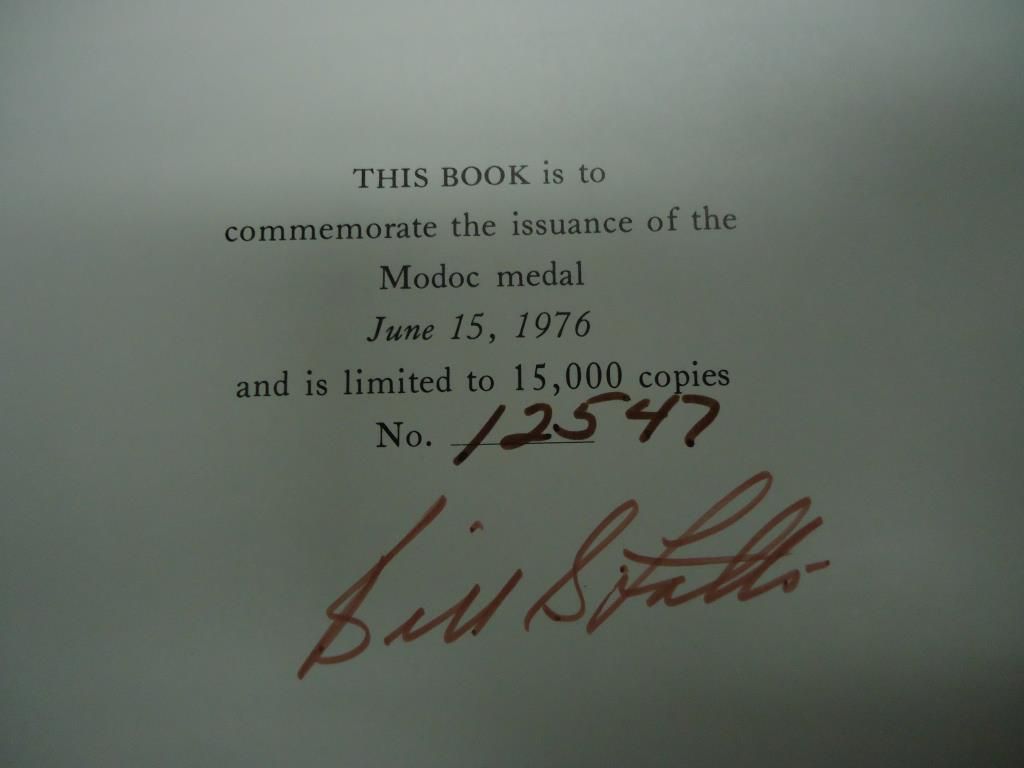 THIS BOOK is to
commemorate the issuance of the
Modoc medal
June 15, 1976
and is limited to 15,000 copies
No. 12547
Bill